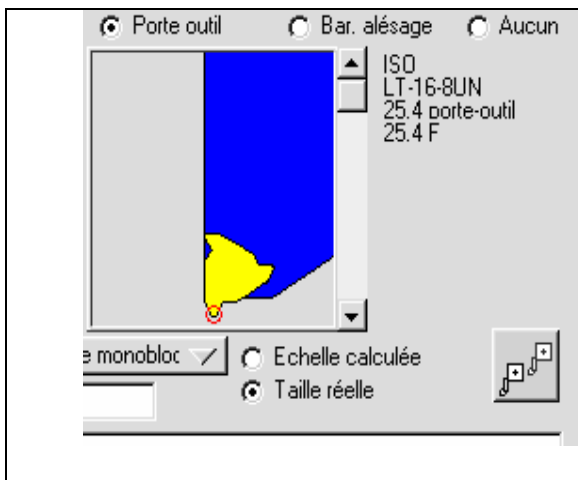 Porte outil Bar. alésage Aucun
ISO
LT-16-8UN
25.4 porte-outil
25.4 F
e monobloc
Echelle calculée
Taille réelle